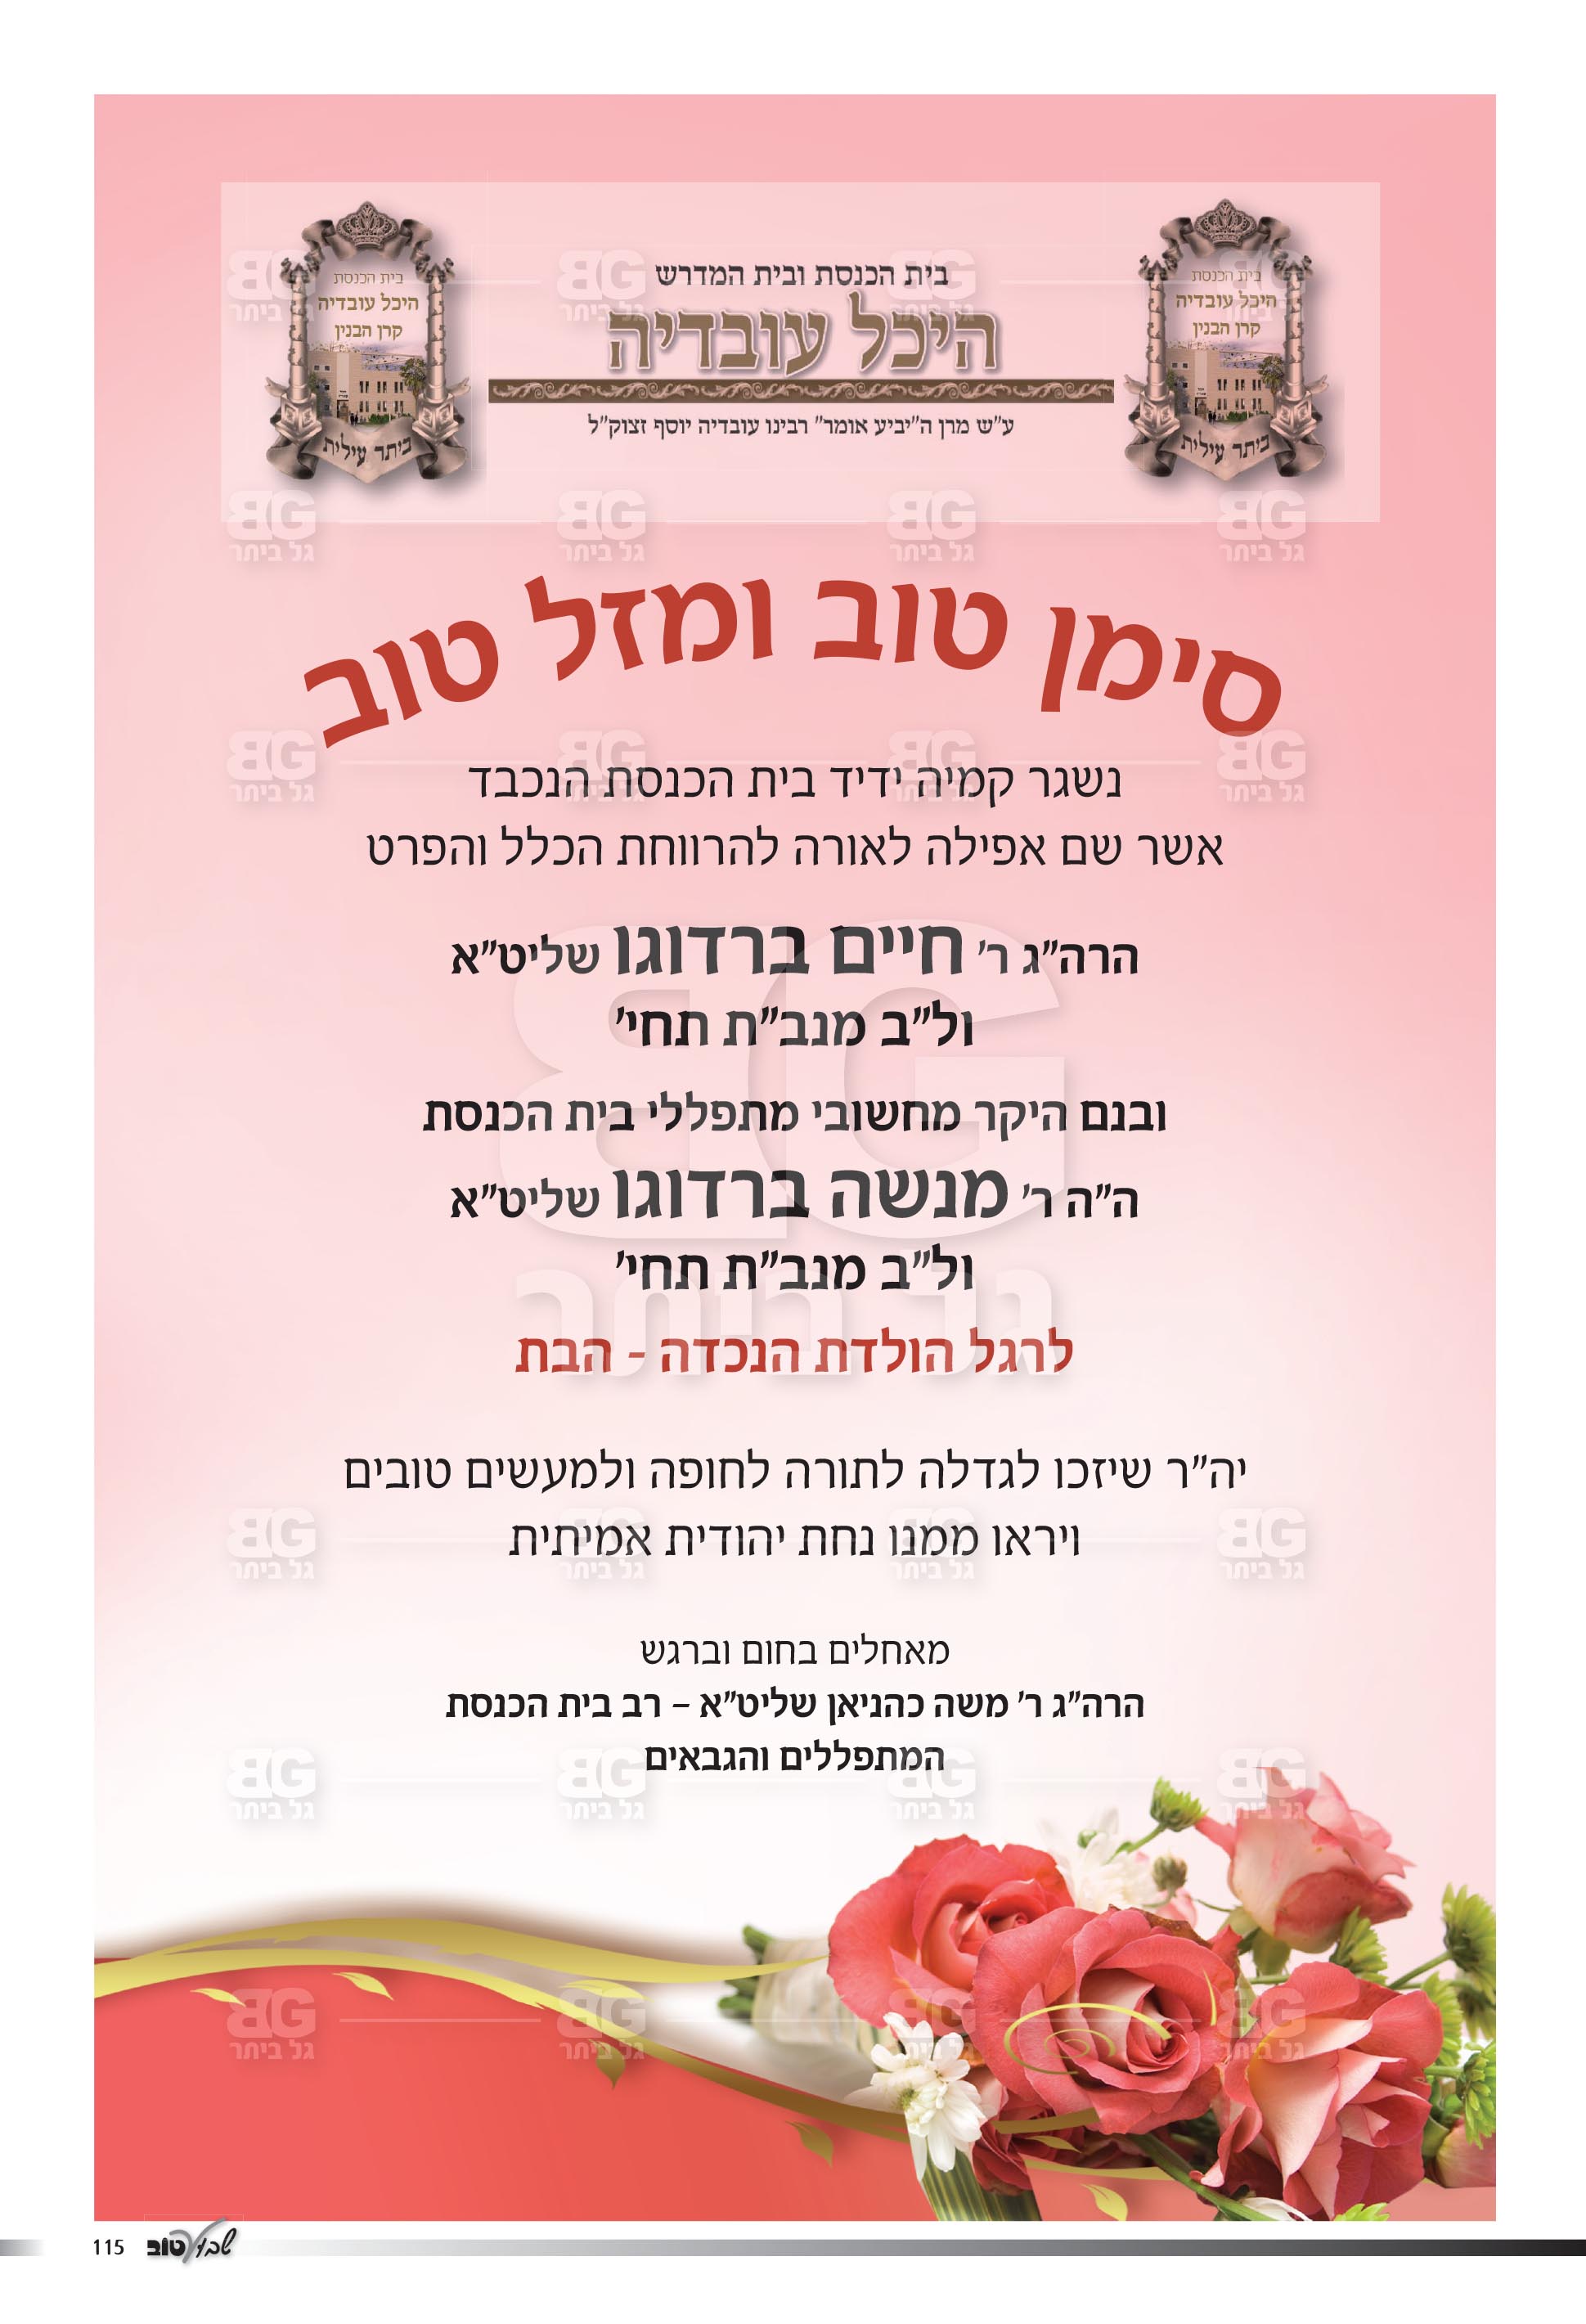 בית הכנסת ובית המדרש
היכל עובדיה
ע"ש מרן ה"יביע אומר" רבינו עובדיה יוסף זצוק"ל
בית הכנסת
היכל עובדיה
קרן הבנין
ביתר עילית
בית הכנסת
היכל עובדיה
קרן הבנין
ביתר עילית
סימן טוב ומזל טוב
נשגר קמיה ידיד בית הכנסת הנכבד
אשר שם אפילה לאורה להרווחת הכלל והפרט
הרה"ג ר' חיים ברדוגו שליט"א
ול"ב מנב"ת תחי'
ובנם היקר מחשובי מתפללי בית הכנסת
ה"ה ר' מנשה ברדוגו שליט"א
ול"ב מנב"ת תחי'
לרגל הולדת הנכדה - הבת
יה"ר שיזכו לגדלה לתורה לחופה ולמעשים טובים
ויראו ממנו נחת יהודית אמיתית
מאחלים בחום וברגש
הרה"ג ר' משה כהניאן שליט"א – רב בית הכנסת
המתפללים והגבאים
BG
גל ביתר
115 שבוע טוב